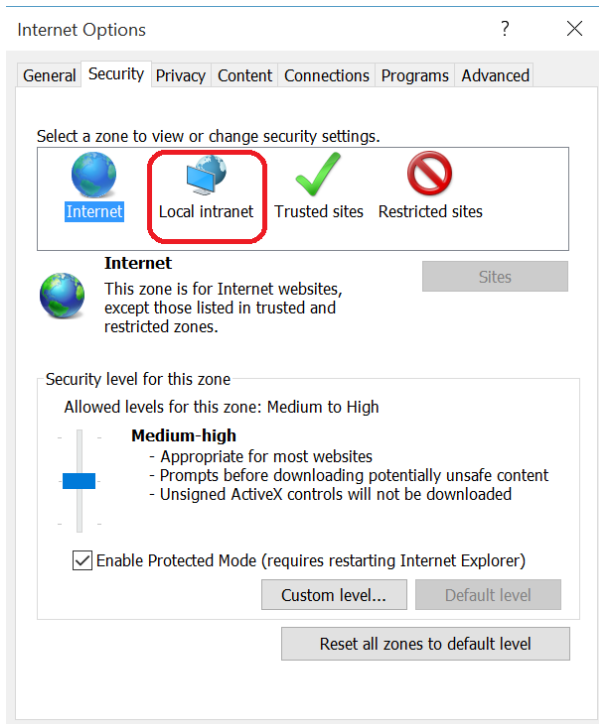 Internet Options ?
General Security Privacy Content Connections Programs Advanced
Select a zone to view or change security settings.
Internet Local intranet Trusted sites Restricted sites
Internet
This zone is for Internet websites,
except those listed in trusted and
restricted zones.
Sites
Security level for this zone
Allowed levels for this zone: Medium to High
Medium-high
- Appropriate for most websites
- Prompts before downloading potentially unsafe content
- Unsigned ActiveX controls will not be downloaded
Enable Protected Mode (requires restarting Internet Explorer)
Custom level... Default level
Reset all zones to default level